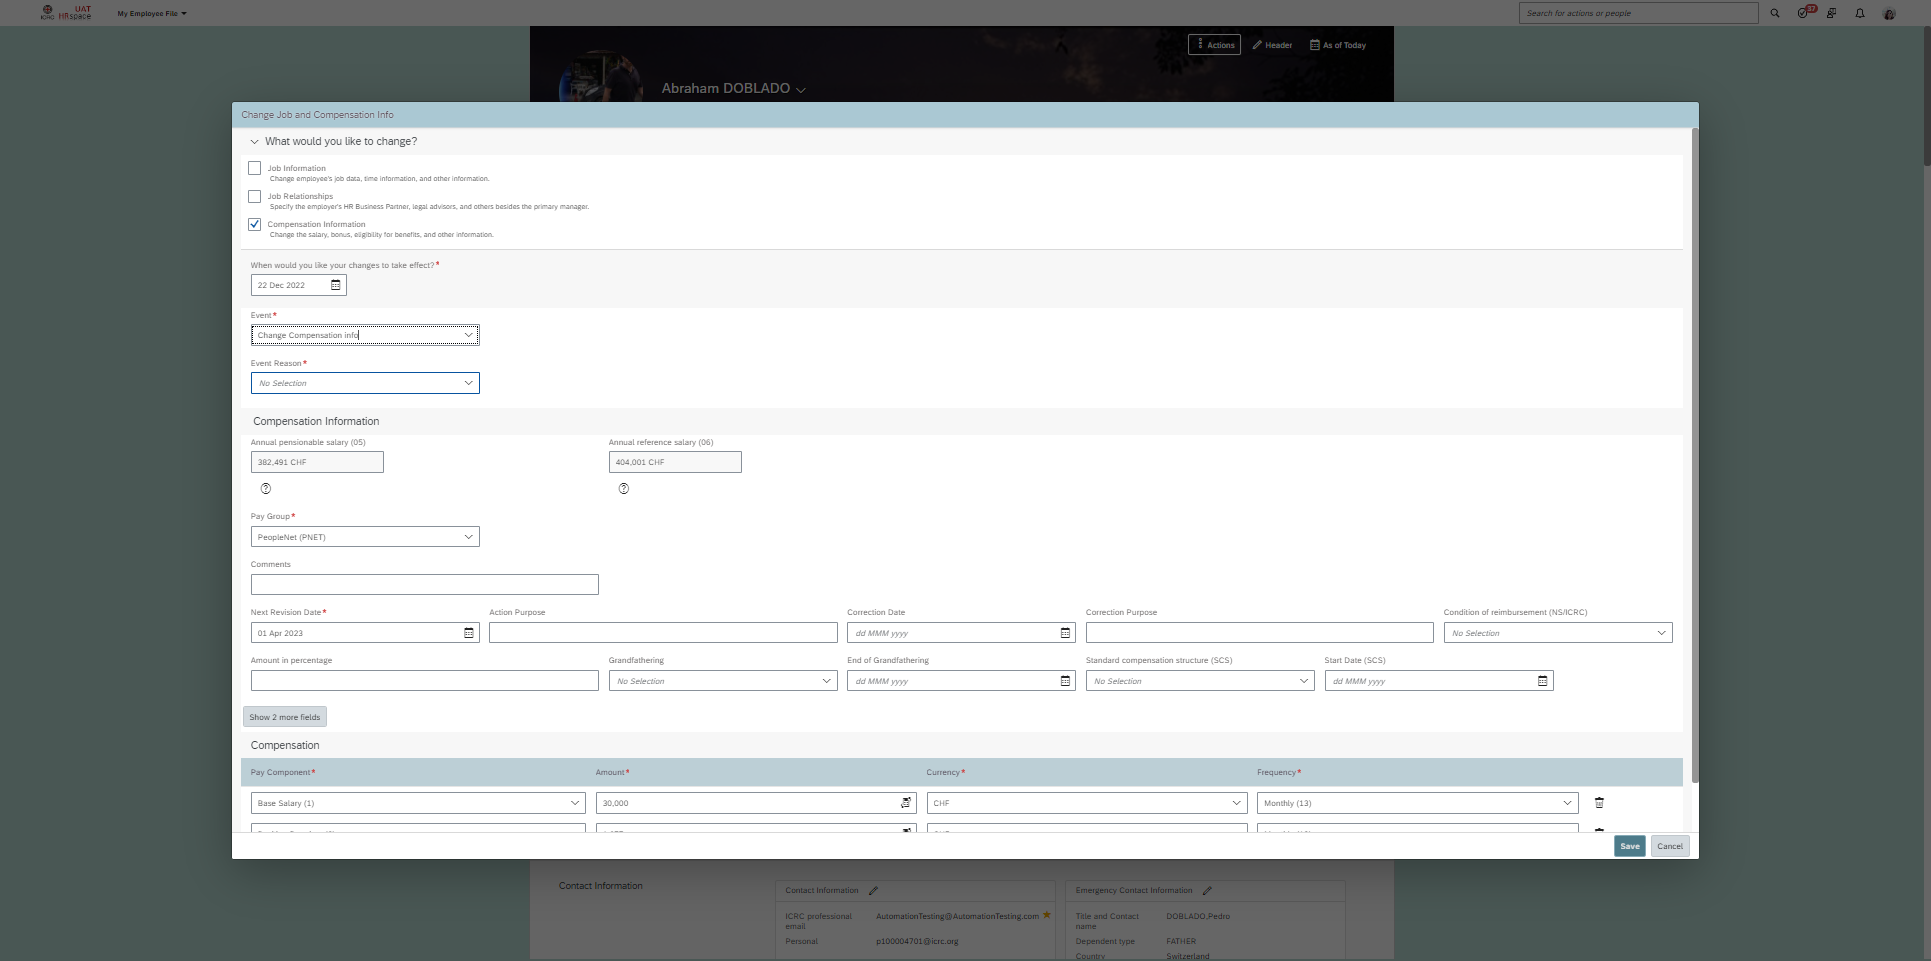 ICRC UAT HRspace
My Employee File
Search for actions or people
37
Actions
Header
As of Today
Abraham DOBLADO
Change Job and Compensation Info
What would you like to change?
Job Information
Change employee's job data, time information, and other information.
Job Relationships
Specify the employer's HR Business Partner, legal advisors, and others besides the primary manager.
Compensation Information
Change the salary, bonus, eligibility for benefits, and other information.
When would you like your changes to take effect?*
22 Dec 2022
Event*
Change Compensation info
Event Reason*
No Selection
Compensation Information
Annual pensionable salary (05) Annual reference salary (06)
382,491 CHF 404,001 CHF
Pay Group*
PeopleNet (PNET)
Comments
Next Revision Date* Action Purpose Correction Date Correction Purpose Condition of reimbursement (NS/ICRC)
01 Apr 2023 dd MMM yyyy No Selection
Amount in percentage Grandfathering End of Grandfathering Standard compensation structure (SCS) Start Date (SCS)
No Selection dd MMM yyyy No Selection dd MMM yyyy
Show 2 more fields
Compensation
Pay Component* Amount* Currency* Frequency*
Base Salary (1) 30,000 CHF Monthly (13)
Save Cancel
Contact Information
Contact Information
ICRC professional email AutomationTesting@AutomationTesting.com
Personal p100004701@icrc.org
Emergency Contact Information
Title and Contact name DOBLADO,Pedro
Dependent type FATHER
Country Switzerland